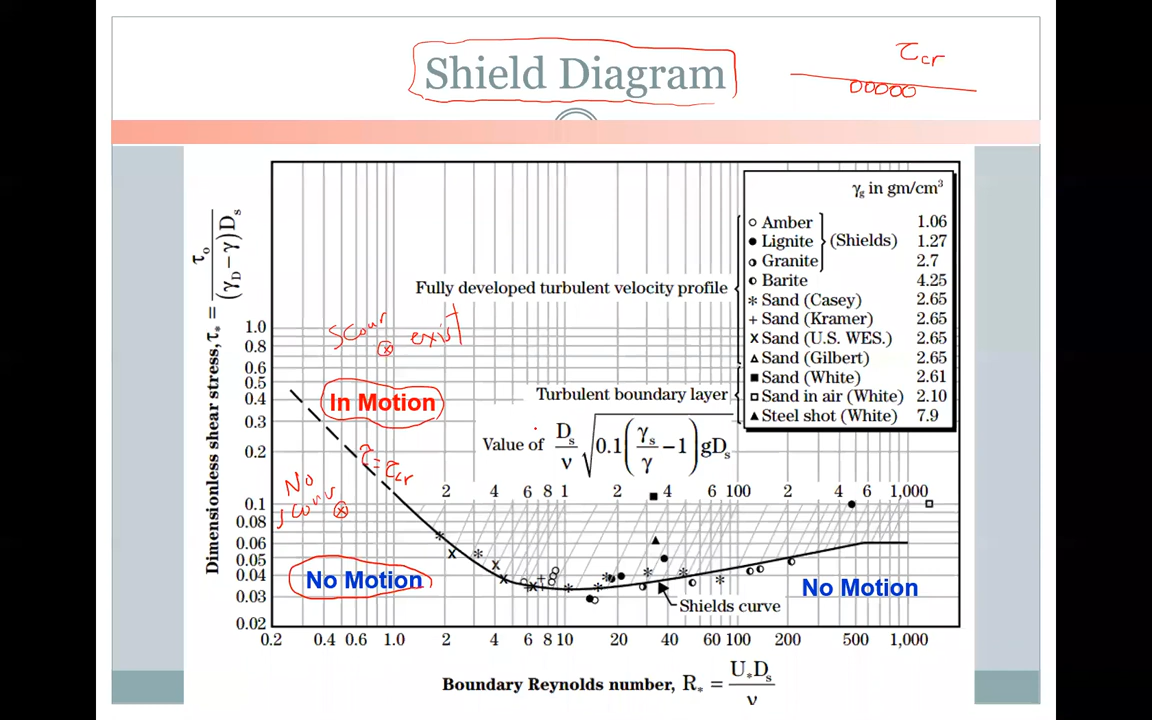 Shield Diagram
τcr
00000
γg in gm/cm³
Amber 1.06
Lignite (Shields) 1.27
Granite 2.7
Barite 4.25
Sand (Casey) 2.65
Sand (Kramer) 2.65
Sand (U.S. WES.) 2.65
Sand (Gilbert) 2.65
Sand (White) 2.61
Sand in air (White) 2.10
Steel shot (White) 7.9
Fully developed turbulent velocity profile
Turbulent boundary layer
Value of Ds/ν √0.1(γs/γ − 1)gDs
2 4 6 8 1 2 4 6 100 2 4 6 1,000
Dimensionless shear stress, τ* = τo/(γD − γ)Ds
1.0
0.8
0.6
0.5
0.4
0.3
0.2
0.1
0.08
0.06
0.05
0.04
0.03
0.02
scour exist
In Motion
τ=τcr
No
scour
No Motion
No Motion
Shields curve
0.2 0.4 0.6 1.0 2 4 6 8 10 20 40 60 100 200 500 1,000
Boundary Reynolds number, R* = U*Ds/ν